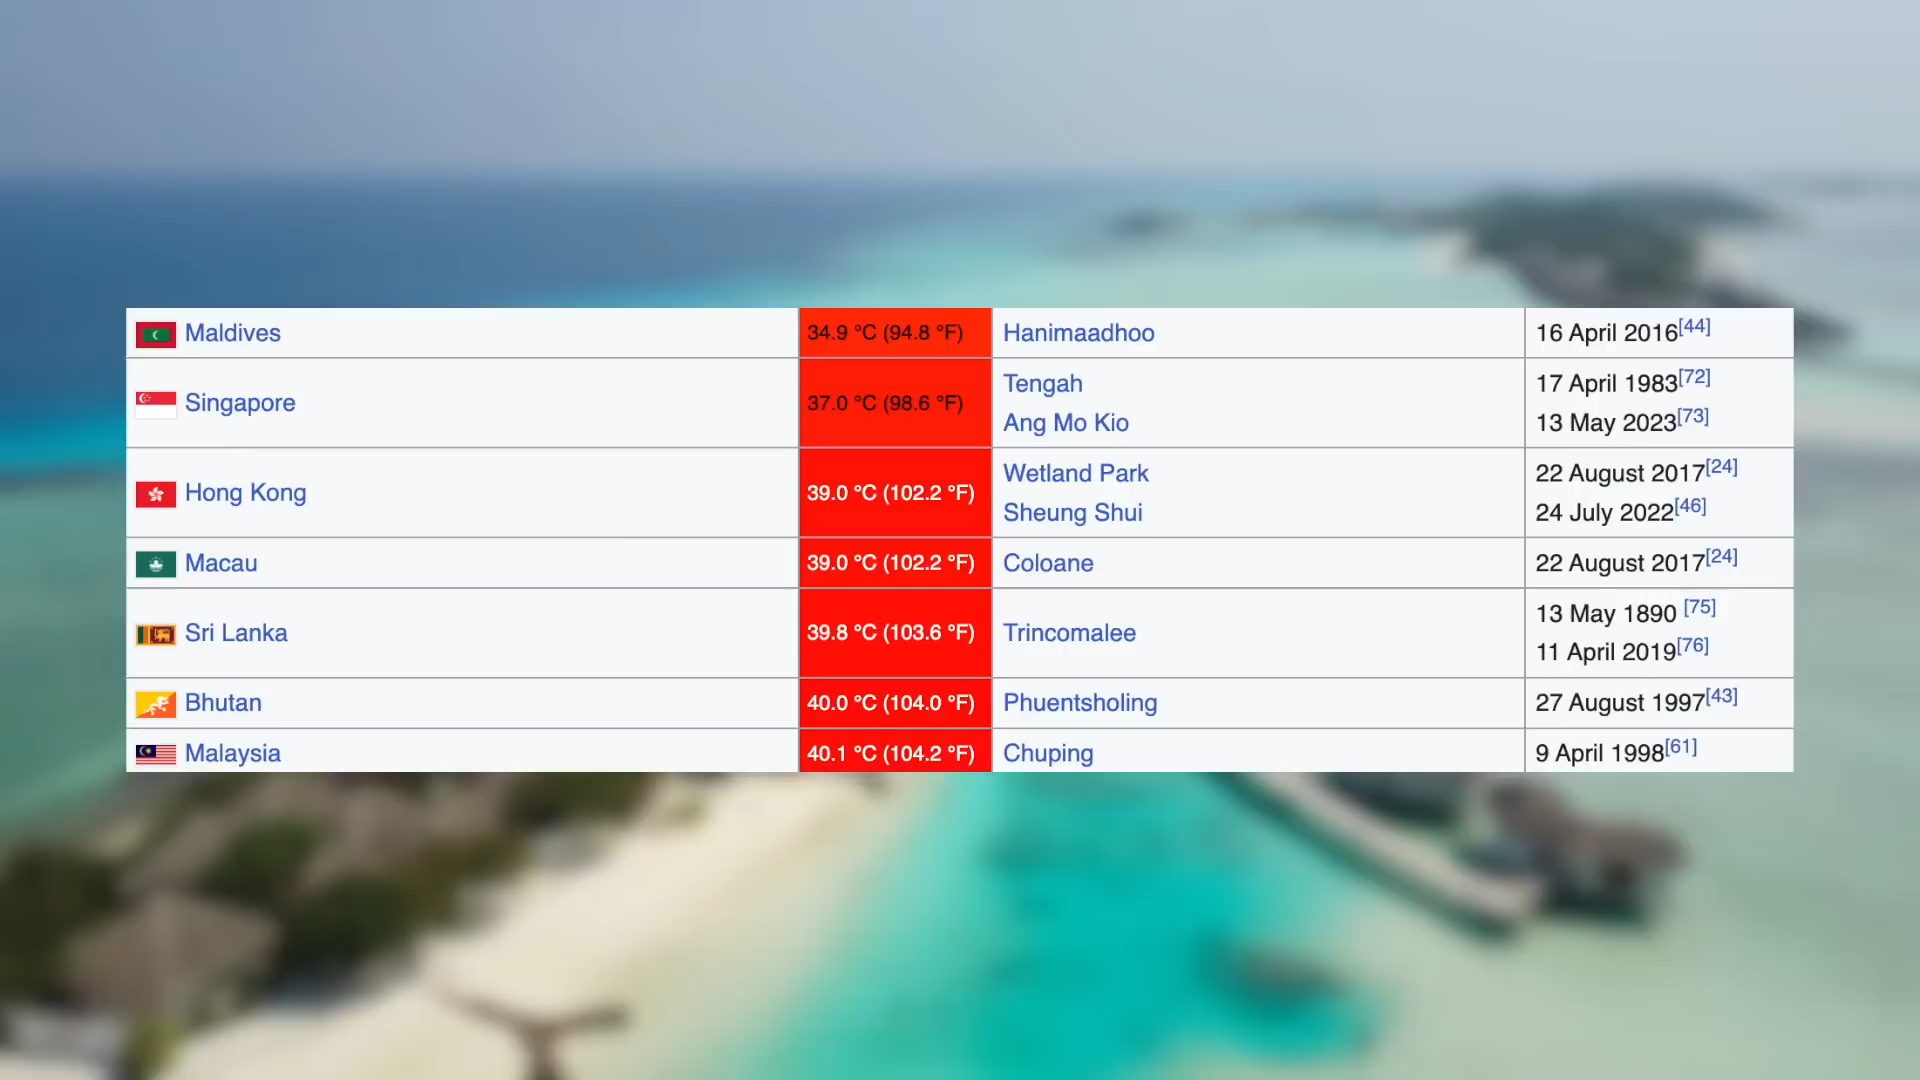 Maldives 34.9 °C (94.8 °F) Hanimaadhoo 16 April 2016[44]
Singapore 37.0 °C (98.6 °F) Tengah 17 April 1983[72]
Ang Mo Kio 13 May 2023[73]
Hong Kong 39.0 °C (102.2 °F) Wetland Park 22 August 2017[24]
Sheung Shui 24 July 2022[46]
Macau 39.0 °C (102.2 °F) Coloane 22 August 2017[24]
Sri Lanka 39.8 °C (103.6 °F) Trincomalee 13 May 1890 [75]
11 April 2019[76]
Bhutan 40.0 °C (104.0 °F) Phuentsholing 27 August 1997[43]
Malaysia 40.1 °C (104.2 °F) Chuping 9 April 1998[61]